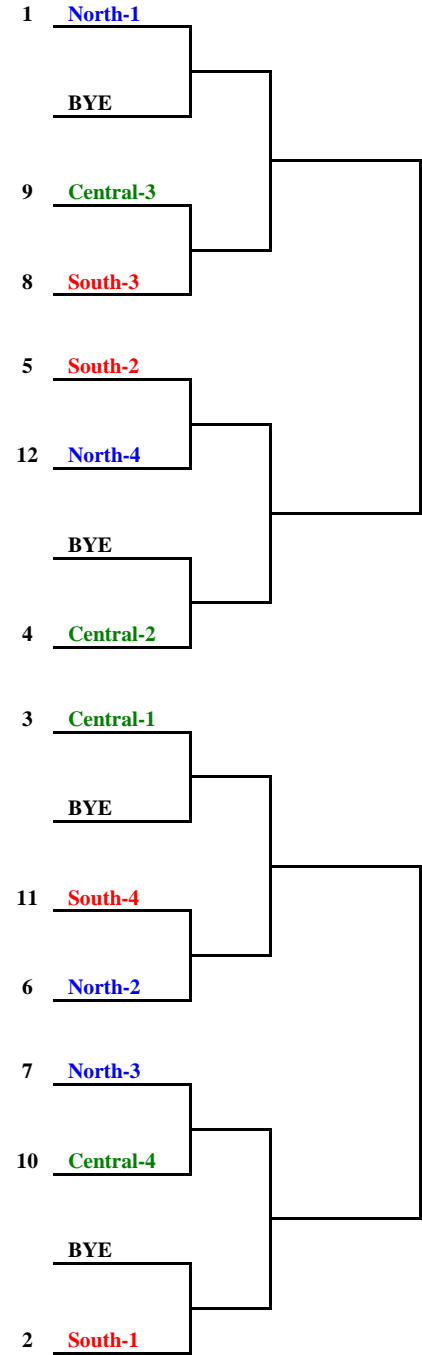 1 North-1
BYE
9 Central-3
8 South-3
5 South-2
12 North-4
BYE
4 Central-2
3 Central-1
BYE
11 South-4
6 North-2
7 North-3
10 Central-4
BYE
2 South-1